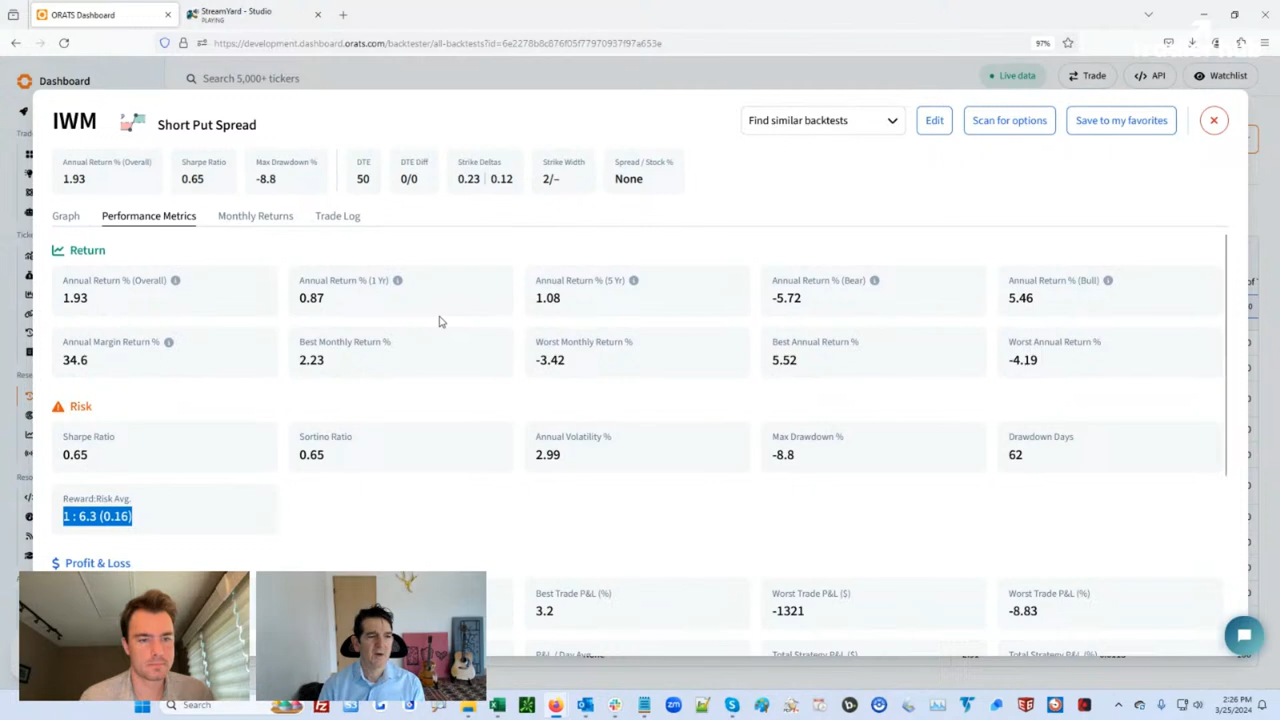 ORATS Dashboard
StreamYard - Studio
PLAYING
https://development.dashboard.orats.com/backtester/all-backtests?id=6e2278b8c876f05f77970937f97a653e
97%
Dashboard
Search 5,000+ tickers
Live data
Trade
</> API
Watchlist
IWM
Short Put Spread
Find similar backtests
Edit
Scan for options
Save to my favorites
Annual Return % (Overall)
1.93
Sharpe Ratio
0.65
Max Drawdown %
-8.8
DTE
50
DTE Diff
0/0
Strike Deltas
0.23 | 0.12
Strike Width
2/–
Spread / Stock %
None
Graph
Performance Metrics
Monthly Returns
Trade Log
Return
Annual Return % (Overall)
1.93
Annual Return % (1 Yr)
0.87
Annual Return % (5 Yr)
1.08
Annual Return % (Bear)
-5.72
Annual Return % (Bull)
5.46
Annual Margin Return %
34.6
Best Monthly Return %
2.23
Worst Monthly Return %
-3.42
Best Annual Return %
5.52
Worst Annual Return %
-4.19
Risk
Sharpe Ratio
0.65
Sortino Ratio
0.65
Annual Volatility %
2.99
Max Drawdown %
-8.8
Drawdown Days
62
Reward:Risk Avg.
1 : 6.3 (0.16)
$ Profit & Loss
Best Trade P&L (%)
3.2
Worst Trade P&L ($)
-1321
Worst Trade P&L (%)
-8.83
Search
2:26 PM
3/25/2024